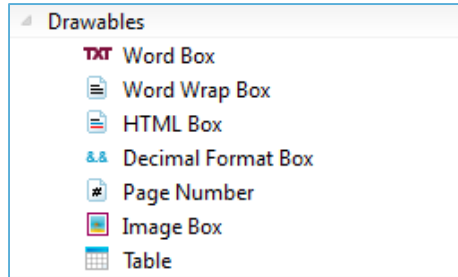 Drawables
TXT Word Box
Word Wrap Box
HTML Box
&.& Decimal Format Box
# Page Number
Image Box
Table